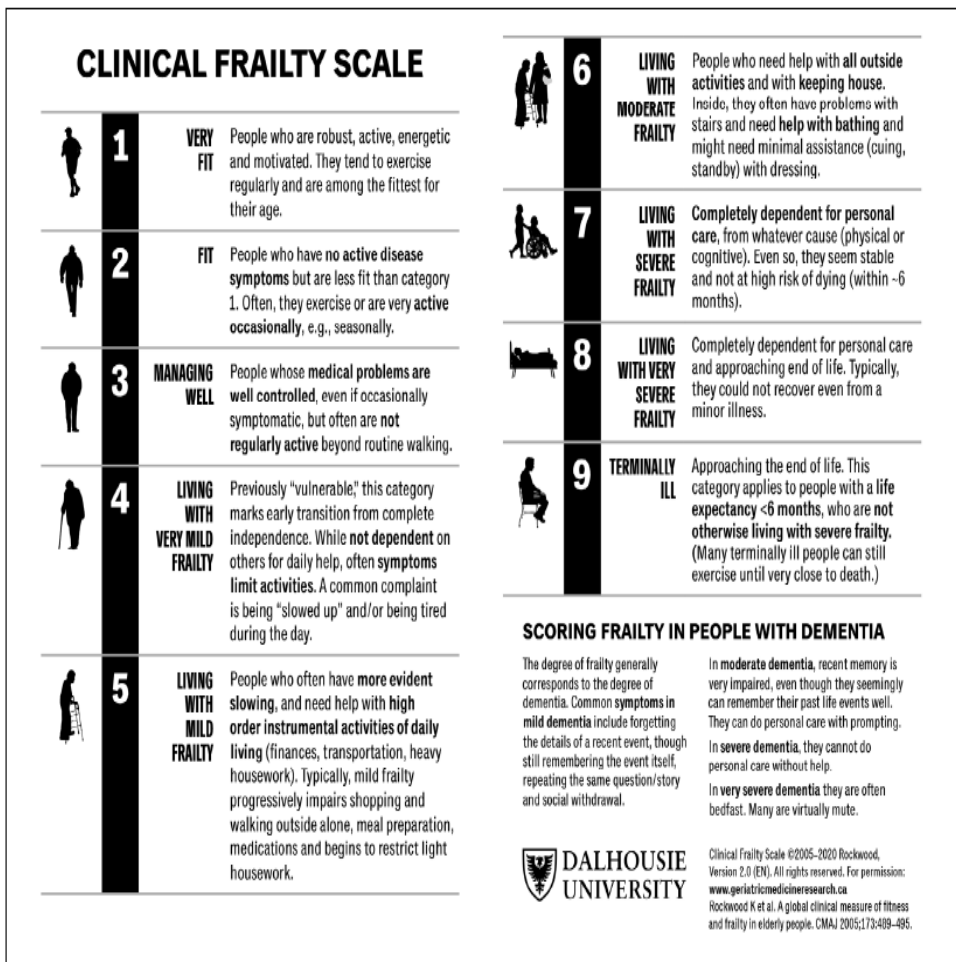 CLINICAL FRAILTY SCALE
1
VERY
FIT
People who are robust, active, energetic
and motivated. They tend to exercise
regularly and are among the fittest for
their age.
2
FIT
People who have no active disease
symptoms but are less fit than category
1. Often, they exercise or are very active
occasionally, e.g., seasonally.
3
MANAGING
WELL
People whose medical problems are
well controlled, even if occasionally
symptomatic, but often are not
regularly active beyond routine walking.
4
LIVING
WITH
VERY MILD
FRAILTY
Previously “vulnerable,” this category
marks early transition from complete
independence. While not dependent on
others for daily help, often symptoms
limit activities. A common complaint
is being “slowed up” and/or being tired
during the day.
5
LIVING
WITH
MILD
FRAILTY
People who often have more evident
slowing, and need help with high
order instrumental activities of daily
living (finances, transportation, heavy
housework). Typically, mild frailty
progressively impairs shopping and
walking outside alone, meal preparation,
medications and begins to restrict light
housework.
6
LIVING
WITH
MODERATE
FRAILTY
People who need help with all outside
activities and with keeping house.
Inside, they often have problems with
stairs and need help with bathing and
might need minimal assistance (cuing,
standby) with dressing.
7
LIVING
WITH
SEVERE
FRAILTY
Completely dependent for personal
care, from whatever cause (physical or
cognitive). Even so, they seem stable
and not at high risk of dying (within ~6
months).
8
LIVING
WITH VERY
SEVERE
FRAILTY
Completely dependent for personal care
and approaching end of life. Typically,
they could not recover even from a
minor illness.
9
TERMINALLY
ILL
Approaching the end of life. This
category applies to people with a life
expectancy <6 months, who are not
otherwise living with severe frailty.
(Many terminally ill people can still
exercise until very close to death.)
SCORING FRAILTY IN PEOPLE WITH DEMENTIA
The degree of frailty generally
corresponds to the degree of
dementia. Common symptoms in
mild dementia include forgetting
the details of a recent event, though
still remembering the event itself,
repeating the same question/story
and social withdrawal.
In moderate dementia, recent memory is
very impaired, even though they seemingly
can remember their past life events well.
They can do personal care with prompting.
In severe dementia, they cannot do
personal care without help.
In very severe dementia they are often
bedfast. Many are virtually mute.
DALHOUSIE
UNIVERSITY
Clinical Frailty Scale ©2005–2020 Rockwood,
Version 2.0 (EN). All rights reserved. For permission:
www.geriatricmedicineresearch.ca
Rockwood K et al. A global clinical measure of fitness
and frailty in elderly people. CMAJ 2005;173:489–495.